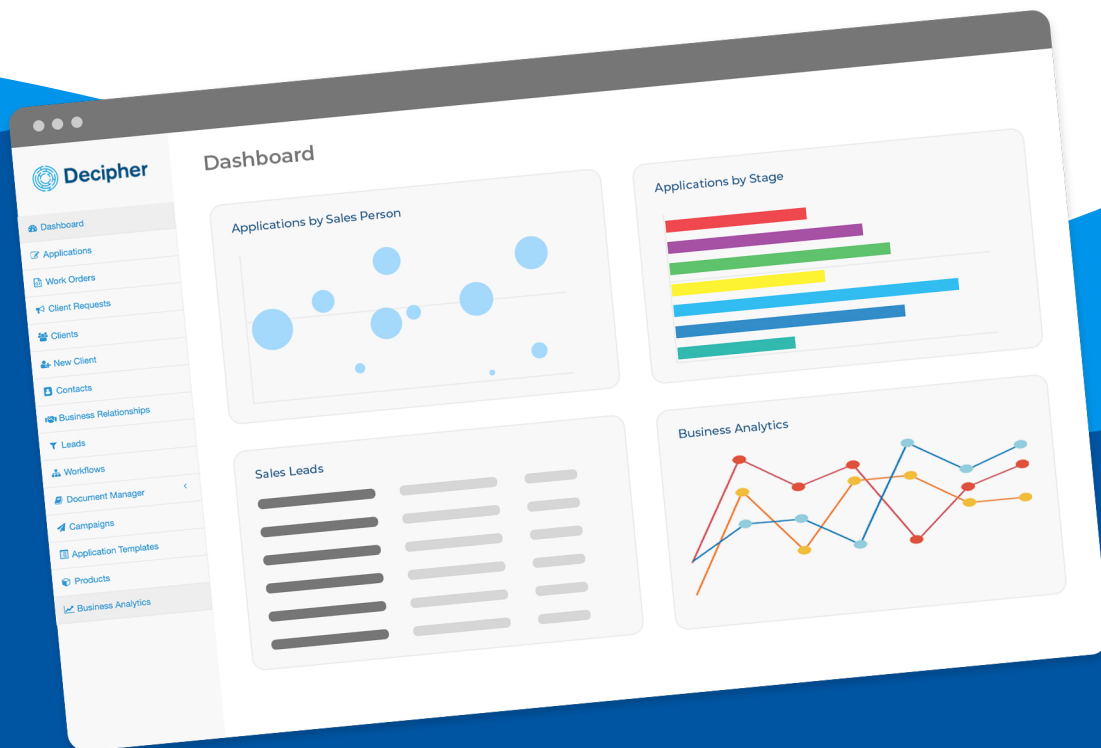 Decipher
Dashboard
Applications
Work Orders
Client Requests
Clients
New Client
Contacts
Business Relationships
Leads
Workflows
Document Manager
Campaigns
Application Templates
Products
Business Analytics
Dashboard
Applications by Sales Person
Applications by Stage
Sales Leads
Business Analytics